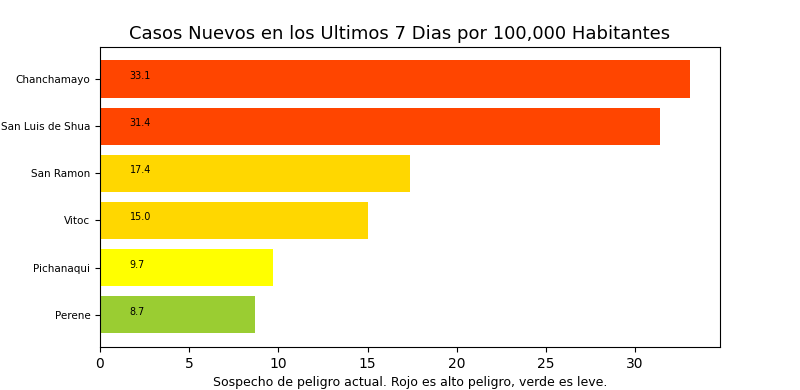 Casos Nuevos en los Ultimos 7 Dias por 100,000 Habitantes
Chanchamayo 33.1
San Luis de Shua 31.4
San Ramon 17.4
Vitoc 15.0
Pichanaqui 9.7
Perene 8.7
0 5 10 15 20 25 30
Sospecho de peligro actual. Rojo es alto peligro, verde es leve.